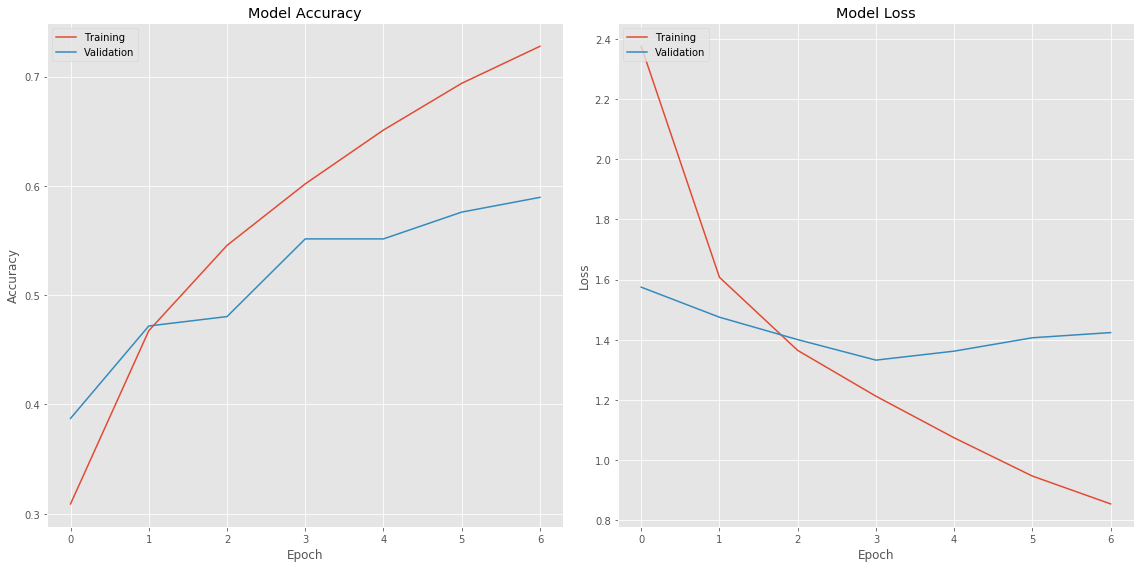 Model Accuracy
Training
Validation
0.7
0.6
0.5
0.4
0.3
Accuracy
0 1 2 3 4 5 6
Epoch
Model Loss
Training
Validation
2.4
2.2
2.0
1.8
1.6
1.4
1.2
1.0
0.8
Loss
0 1 2 3 4 5 6
Epoch